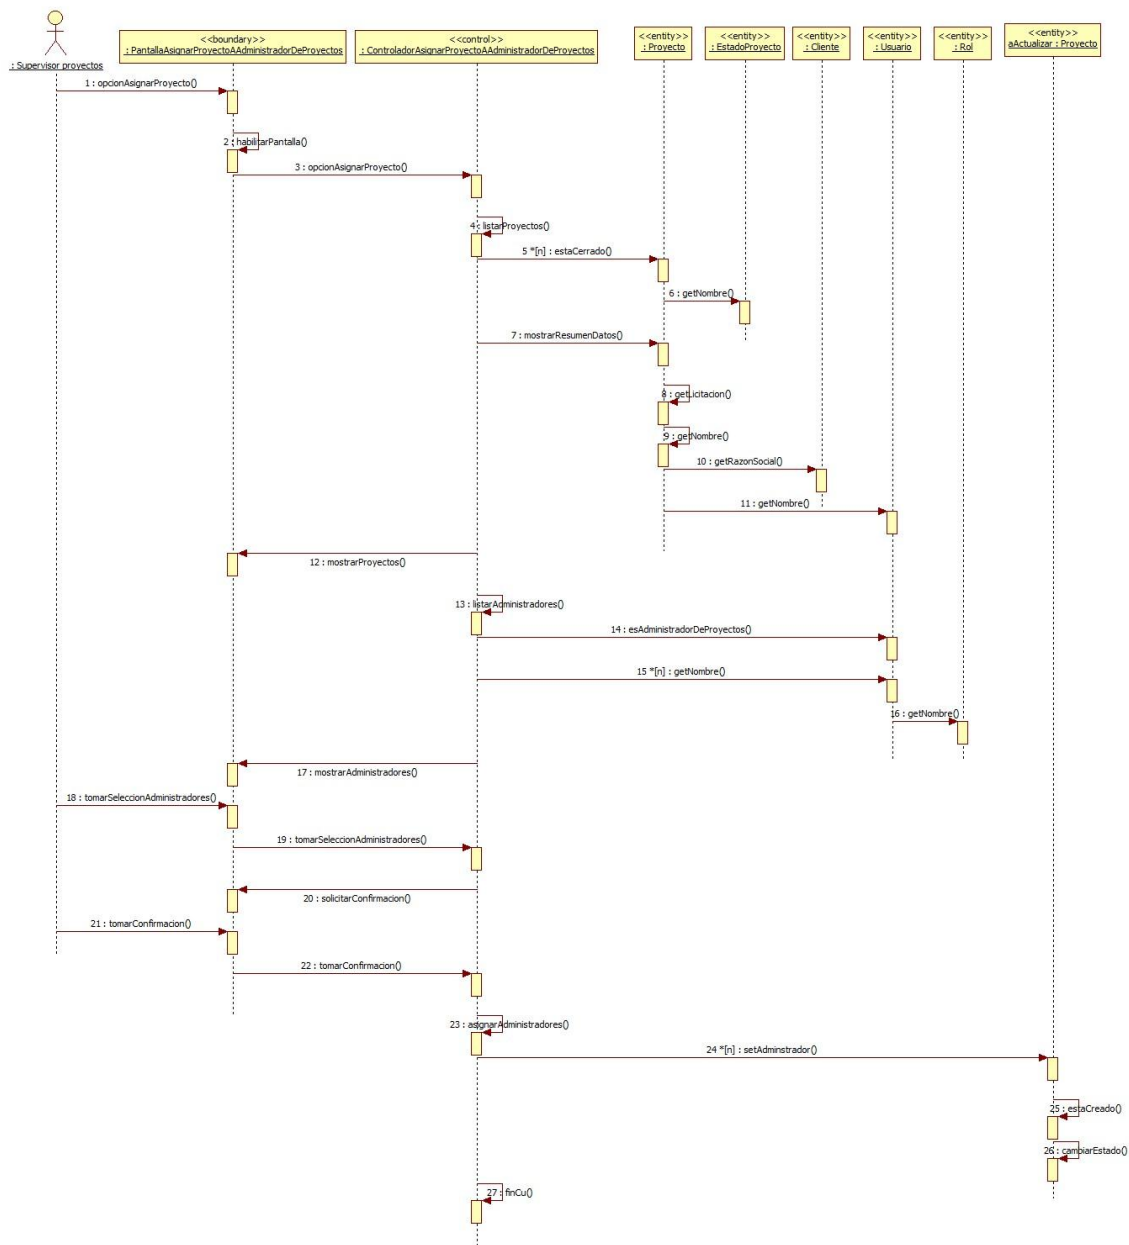 <<boundary>>
: PantallaAsignarProyectoAAdministradorDeProyectos
<<control>>
: ControladorAsignarProyectoAAdministradorDeProyectos
<<entity>>
: Proyecto
<<entity>>
: EstadoProyecto
<<entity>>
: Cliente
<<entity>>
: Usuario
<<entity>>
: Rol
<<entity>>
aActualizar : Proyecto
: Supervisor proyectos
1 : opcionAsignarProyecto()
2 : habilitarPantalla()
3 : opcionAsignarProyecto()
4 : listarProyectos()
5 *[n] : estaCerrado()
6 : getNombre()
7 : mostrarResumenDatos()
8 : getLicitacion()
9 : getNombre()
10 : getRazonSocial()
11 : getNombre()
12 : mostrarProyectos()
13 : listarAdministradores()
14 : esAdministradorDeProyectos()
15 *[n] : getNombre()
16 : getNombre()
17 : mostrarAdministradores()
18 : tomarSeleccionAdministradores()
19 : tomarSeleccionAdministradores()
20 : solicitarConfirmacion()
21 : tomarConfirmacion()
22 : tomarConfirmacion()
23 : asignarAdministradores()
24 *[n] : setAdminstrador()
25 : estaCreado()
26 : cambiarEstado()
27 : finCu()